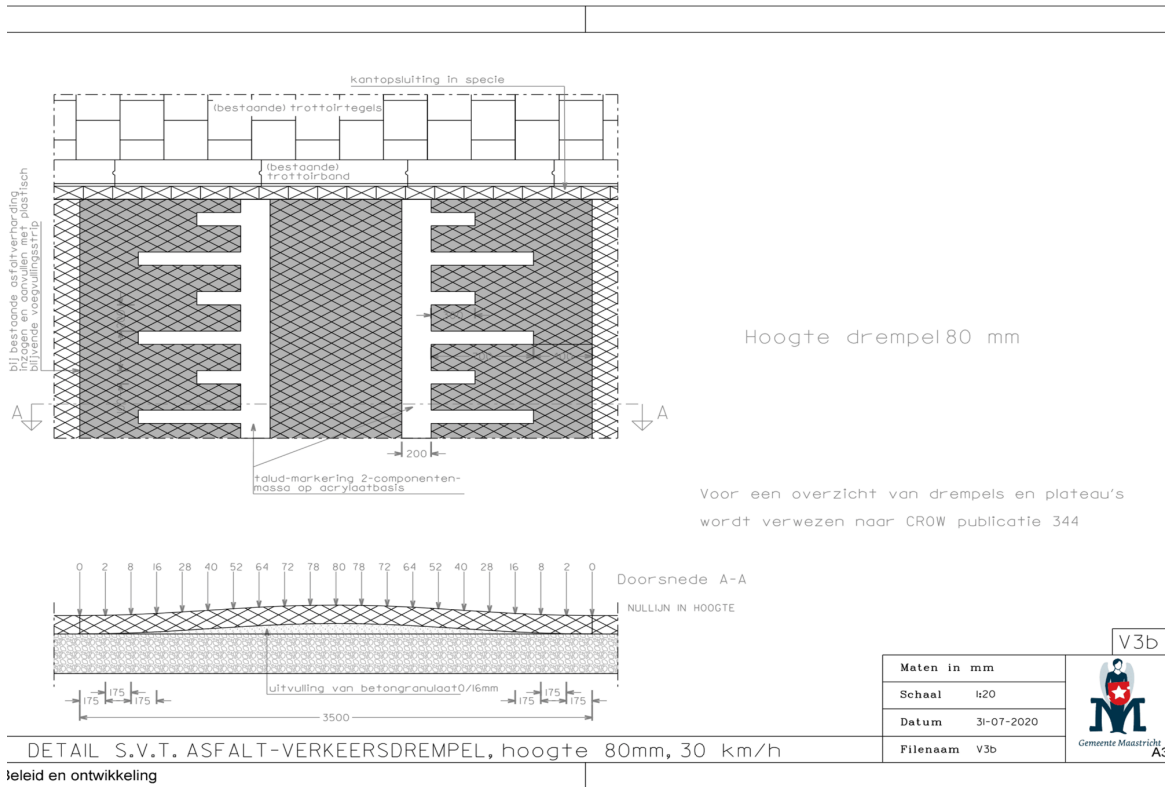 kantopsluiting in specie
(bestaande) trottoirtegels
(bestaande)
trottoirband
bij bestaande asfaltverharding
inzagen en aanvullen met plastisch
blijvende voegvullingsstrip
Hoogte drempel 80 mm
A
A
200
talud-markering 2-componenten-
massa op acrylaatbasis
Voor een overzicht van drempels en plateau's
wordt verwezen naar CROW publicatie 344
0 2 8 16 28 40 52 64 72 78 80 78 72 64 52 40 28 16 8 2 0
Doorsnede A-A
NULLIJN IN HOOGTE
uitvulling van betongranulaat 0/16mm
175 175 175
175 175 175
3500
V3b
Maten in mm
Schaal 1:20
Datum 31-07-2020
Filenaam V3b
Gemeente Maastricht
DETAIL S.V.T. ASFALT-VERKEERSDREMPEL, hoogte 80mm, 30 km/h
Beleid en ontwikkeling